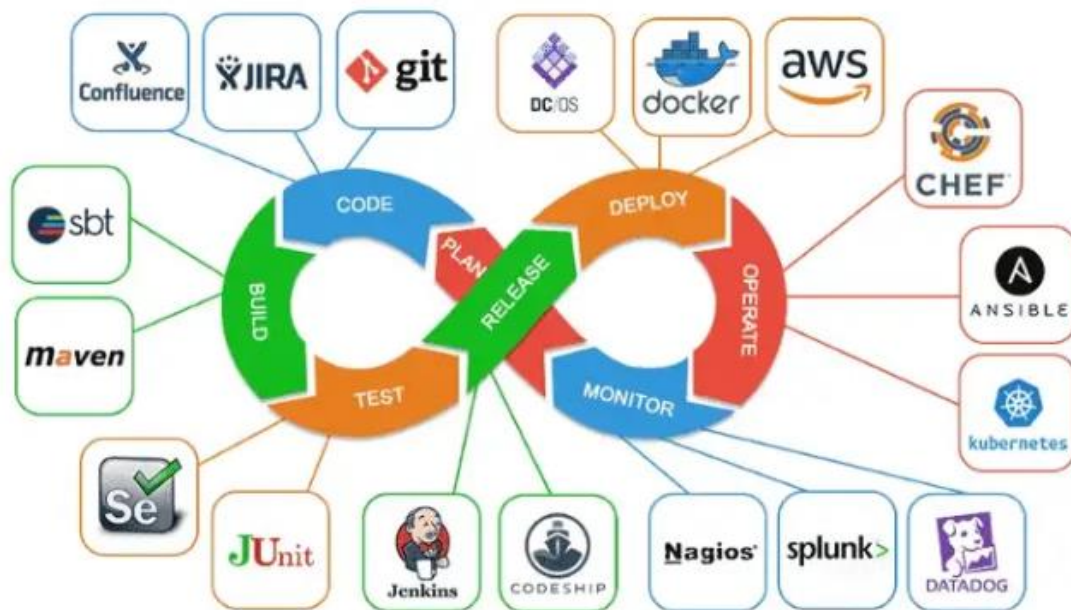 Confluence
JIRA
git
DC/OS
docker
aws
CHEF
sbt
CODE
DEPLOY
PLAN
RELEASE
BUILD
OPERATE
ANSIBLE
maven
TEST
MONITOR
kubernetes
Se
JUnit
Jenkins
CODESHIP
Nagios®
splunk>
DATADOG